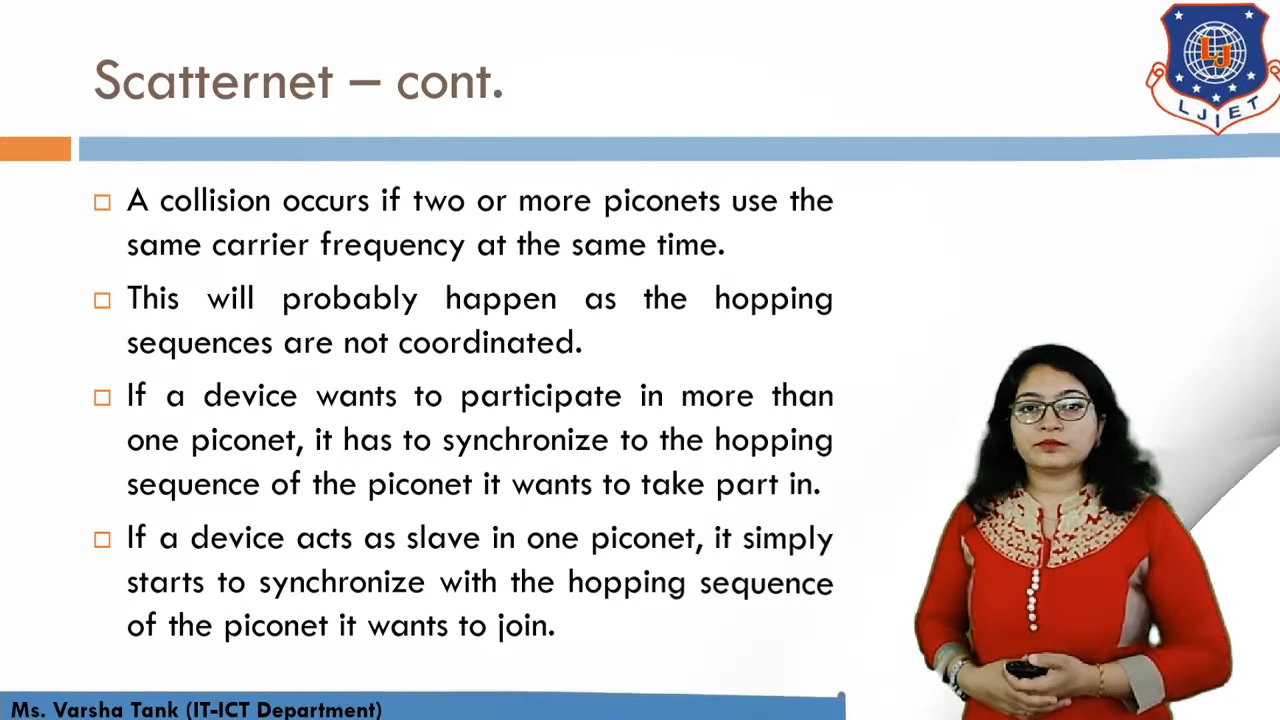 Scatternet – cont.
LJ
LJIET
A collision occurs if two or more piconets use the
same carrier frequency at the same time.
This will probably happen as the hopping
sequences are not coordinated.
If a device wants to participate in more than
one piconet, it has to synchronize to the hopping
sequence of the piconet it wants to take part in.
If a device acts as slave in one piconet, it simply
starts to synchronize with the hopping sequence
of the piconet it wants to join.
Ms. Varsha Tank (IT-ICT Department)